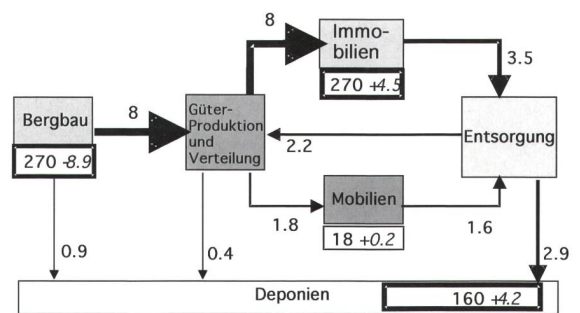 8
Immo-
bilien
270 +4.5
3.5
Bergbau
270 -8.9
8
Güter-
Produktion
und
Verteilung
2.2
Entsorgung
Mobilien
18 +0.2
1.8
1.6
0.9
0.4
2.9
Deponien
160 +4.2